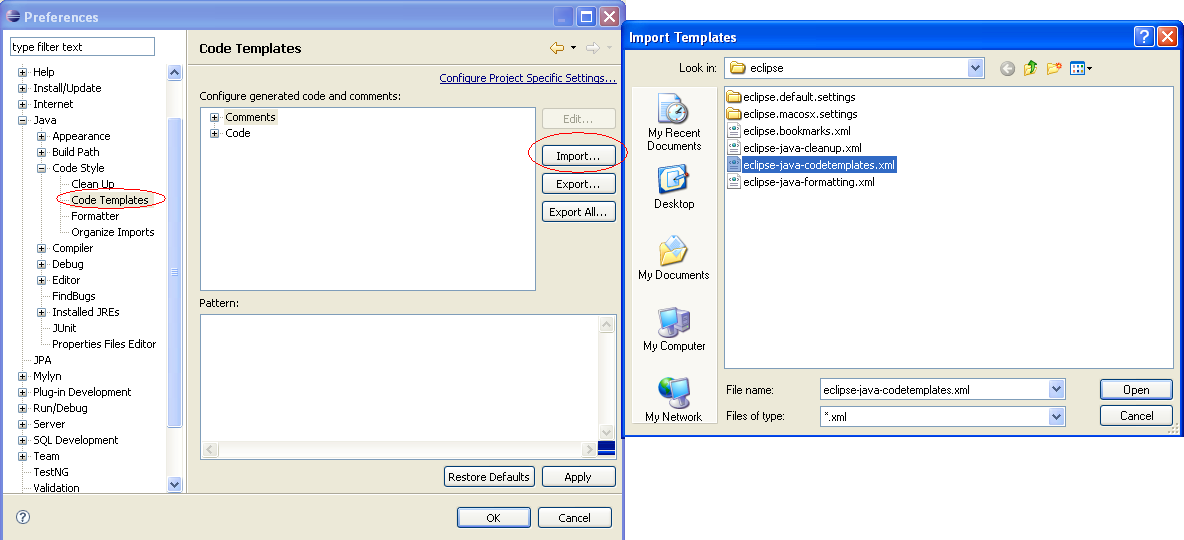 Preferences
type filter text
Help
Install/Update
Internet
Java
Appearance
Build Path
Code Style
Clean Up
Code Templates
Formatter
Organize Imports
Compiler
Debug
Editor
FindBugs
Installed JREs
JUnit
Properties Files Editor
JPA
Mylyn
Plug-in Development
Run/Debug
Server
SQL Development
Team
TestNG
Validation
Code Templates
Configure Project Specific Settings...
Configure generated code and comments:
Comments
Code
Edit...
Import...
Export...
Export All...
Pattern:
Restore Defaults
Apply
?
OK
Cancel
Import Templates
?
Look in:
eclipse
My Recent
Documents
Desktop
My Documents
My Computer
My Network
eclipse.default.settings
eclipse.macosx.settings
eclipse.bookmarks.xml
eclipse-java-cleanup.xml
eclipse-java-codetemplates.xml
eclipse-java-formatting.xml
File name:
eclipse-java-codetemplates.xml
Open
Files of type:
*.xml
Cancel